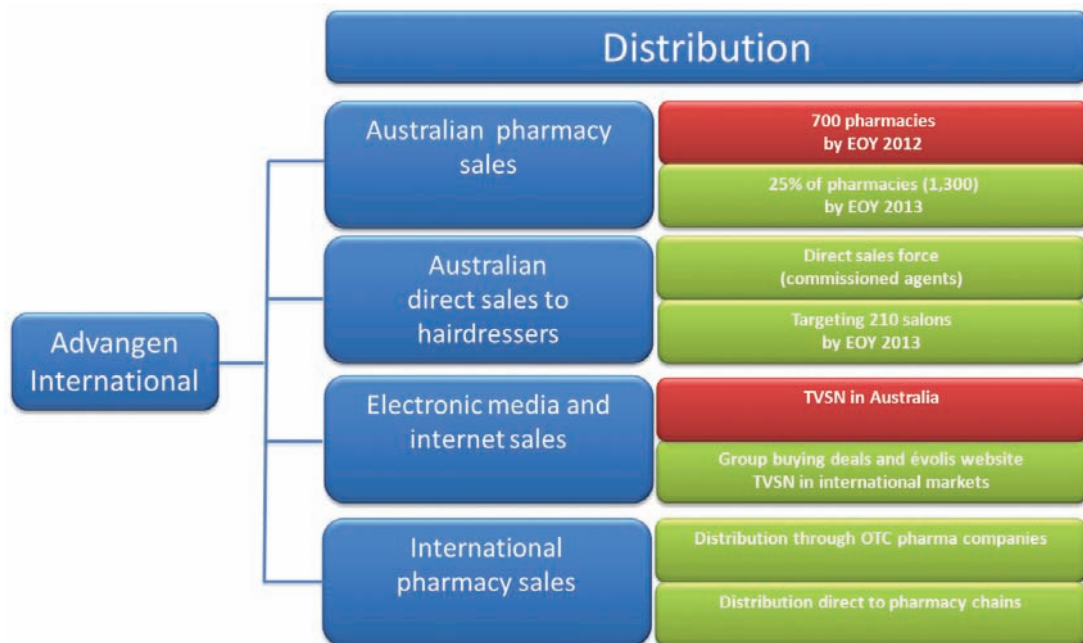 Distribution
Advangen
International
Australian pharmacy
sales
700 pharmacies
by EOY 2012
25% of pharmacies (1,300)
by EOY 2013
Australian
direct sales to
hairdressers
Direct sales force
(commissioned agents)
Targeting 210 salons
by EOY 2013
Electronic media and
internet sales
TVSN in Australia
Group buying deals and évolis website
TVSN in international markets
International
pharmacy sales
Distribution through OTC pharma companies
Distribution direct to pharmacy chains